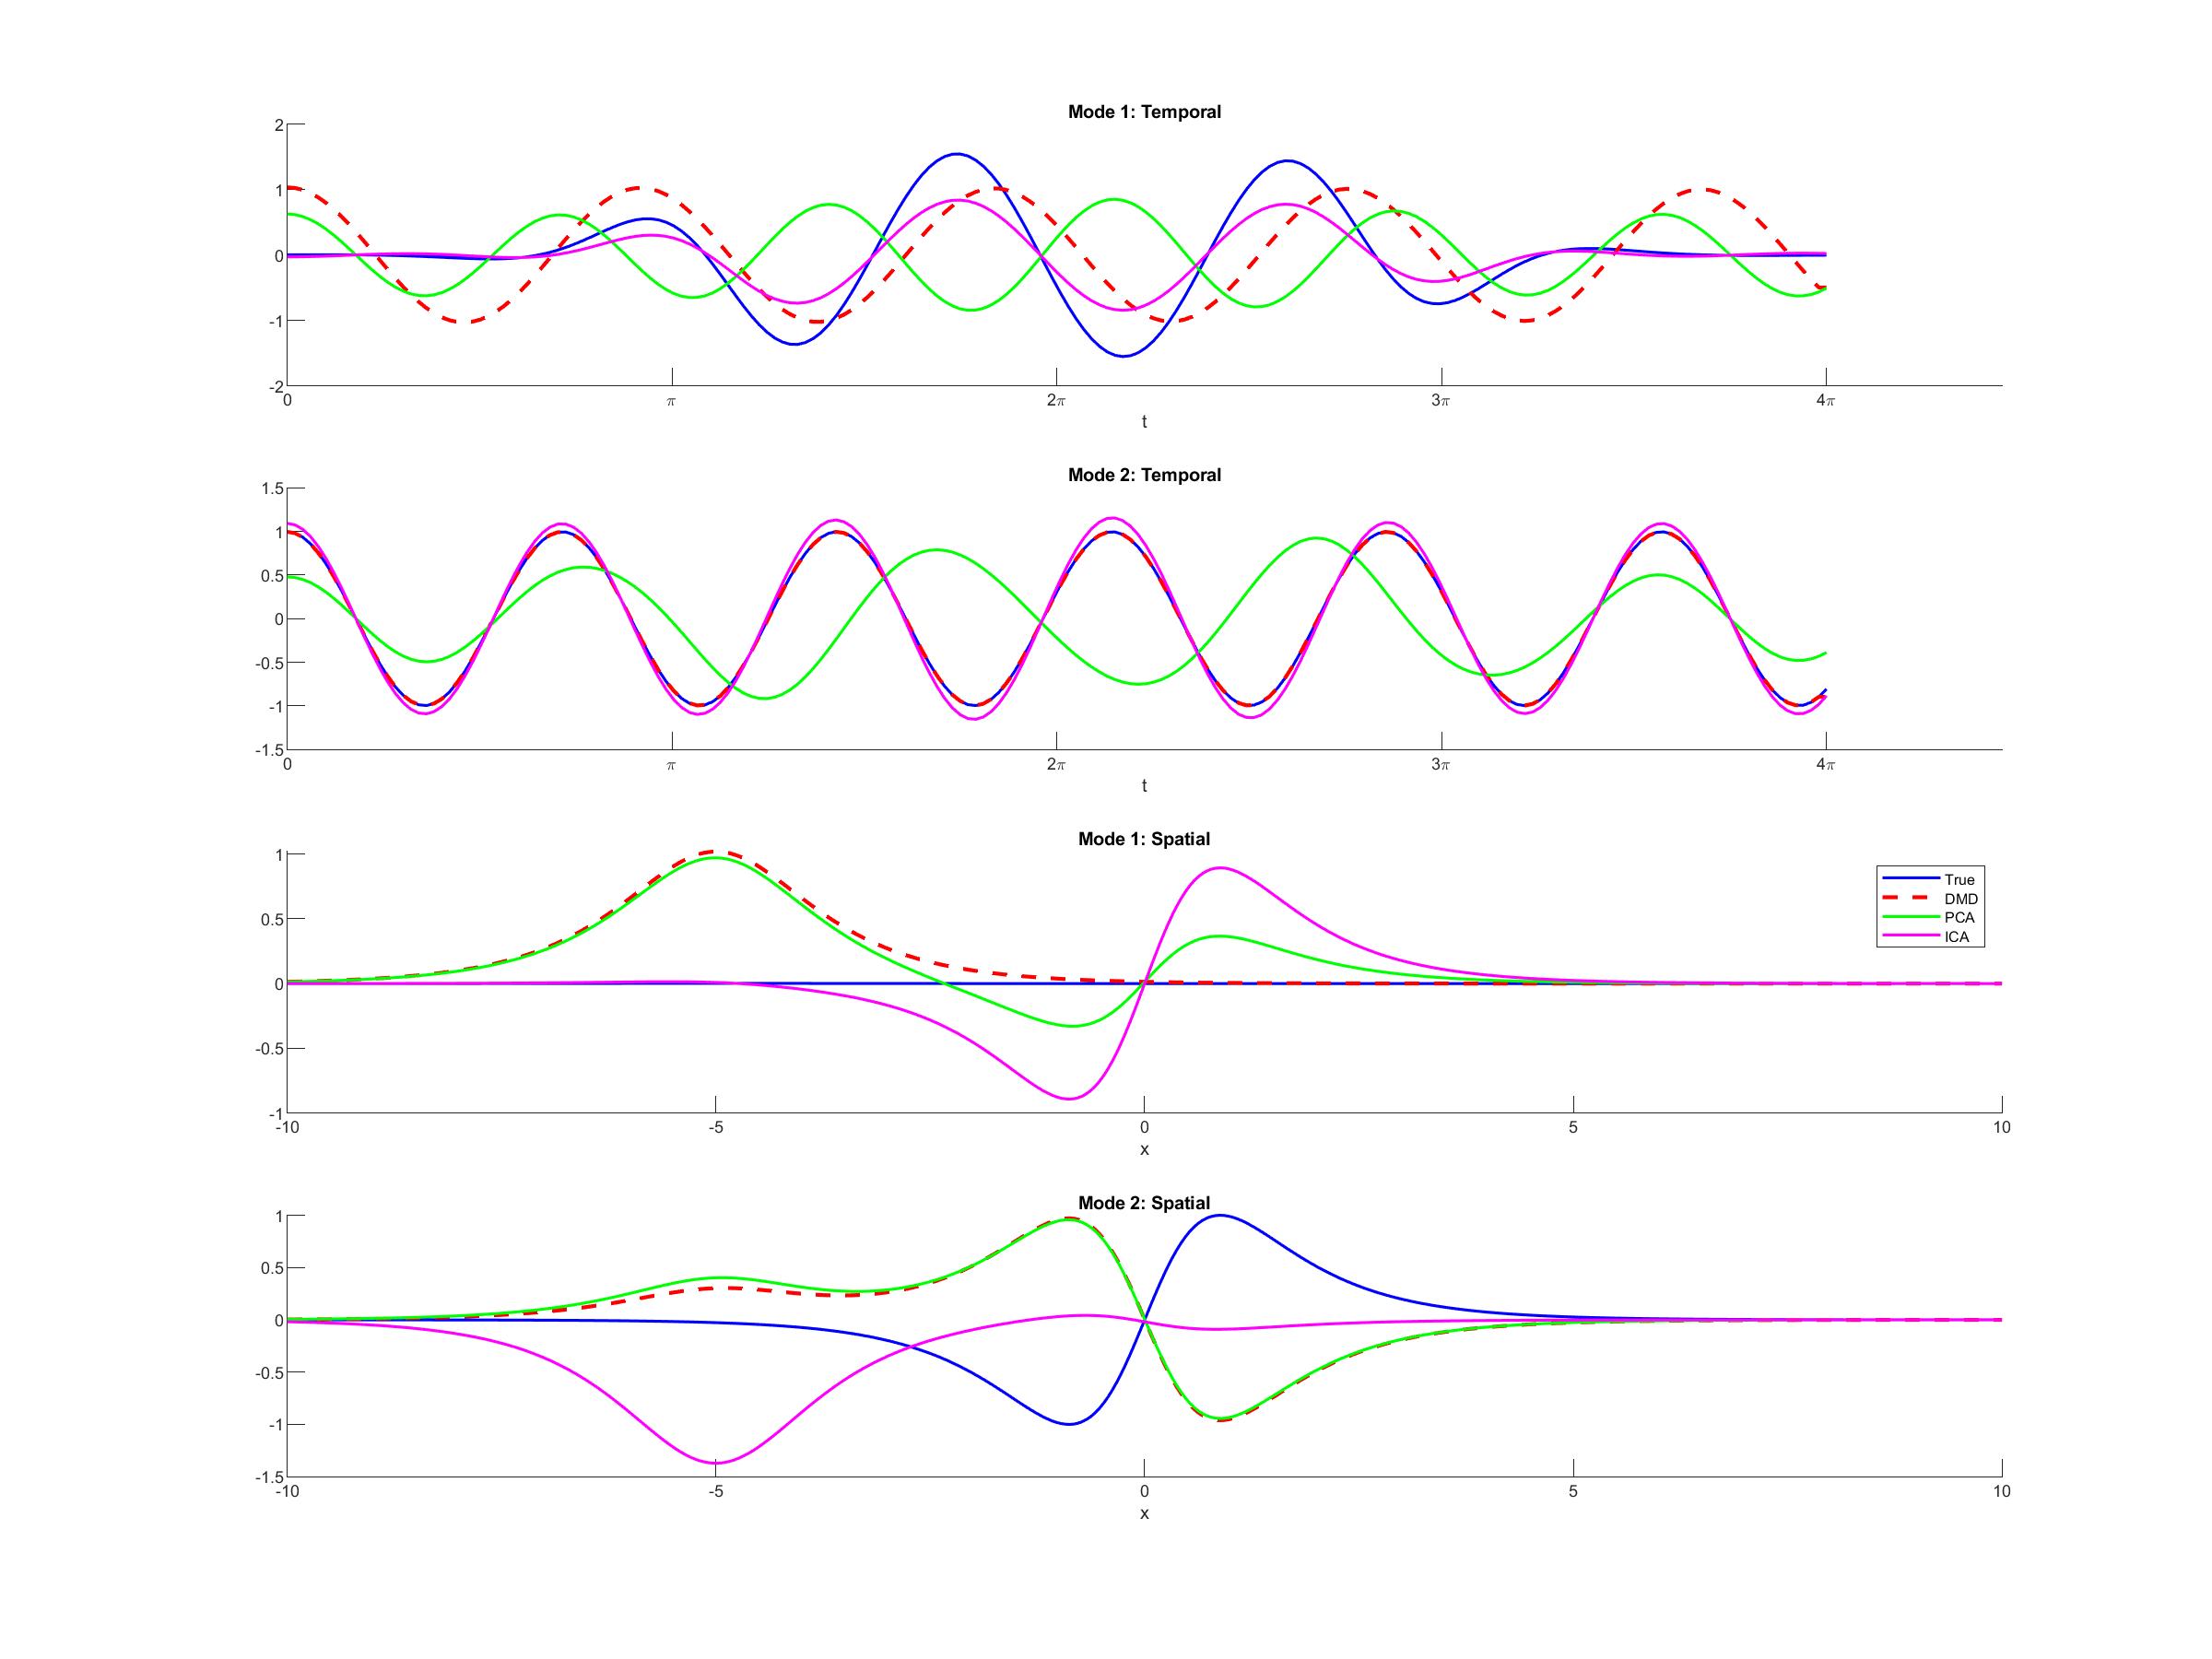 Mode 1: Temporal
2
1
0
-1
-2
0 π 2π 3π 4π
t
Mode 2: Temporal
1.5
1
0.5
0
-0.5
-1
-1.5
0 π 2π 3π 4π
t
Mode 1: Spatial
1
0.5
0
-0.5
-1
True
DMD
PCA
ICA
-10 -5 0 5 10
x
Mode 2: Spatial
1
0.5
0
-0.5
-1
-1.5
-10 -5 0 5 10
x